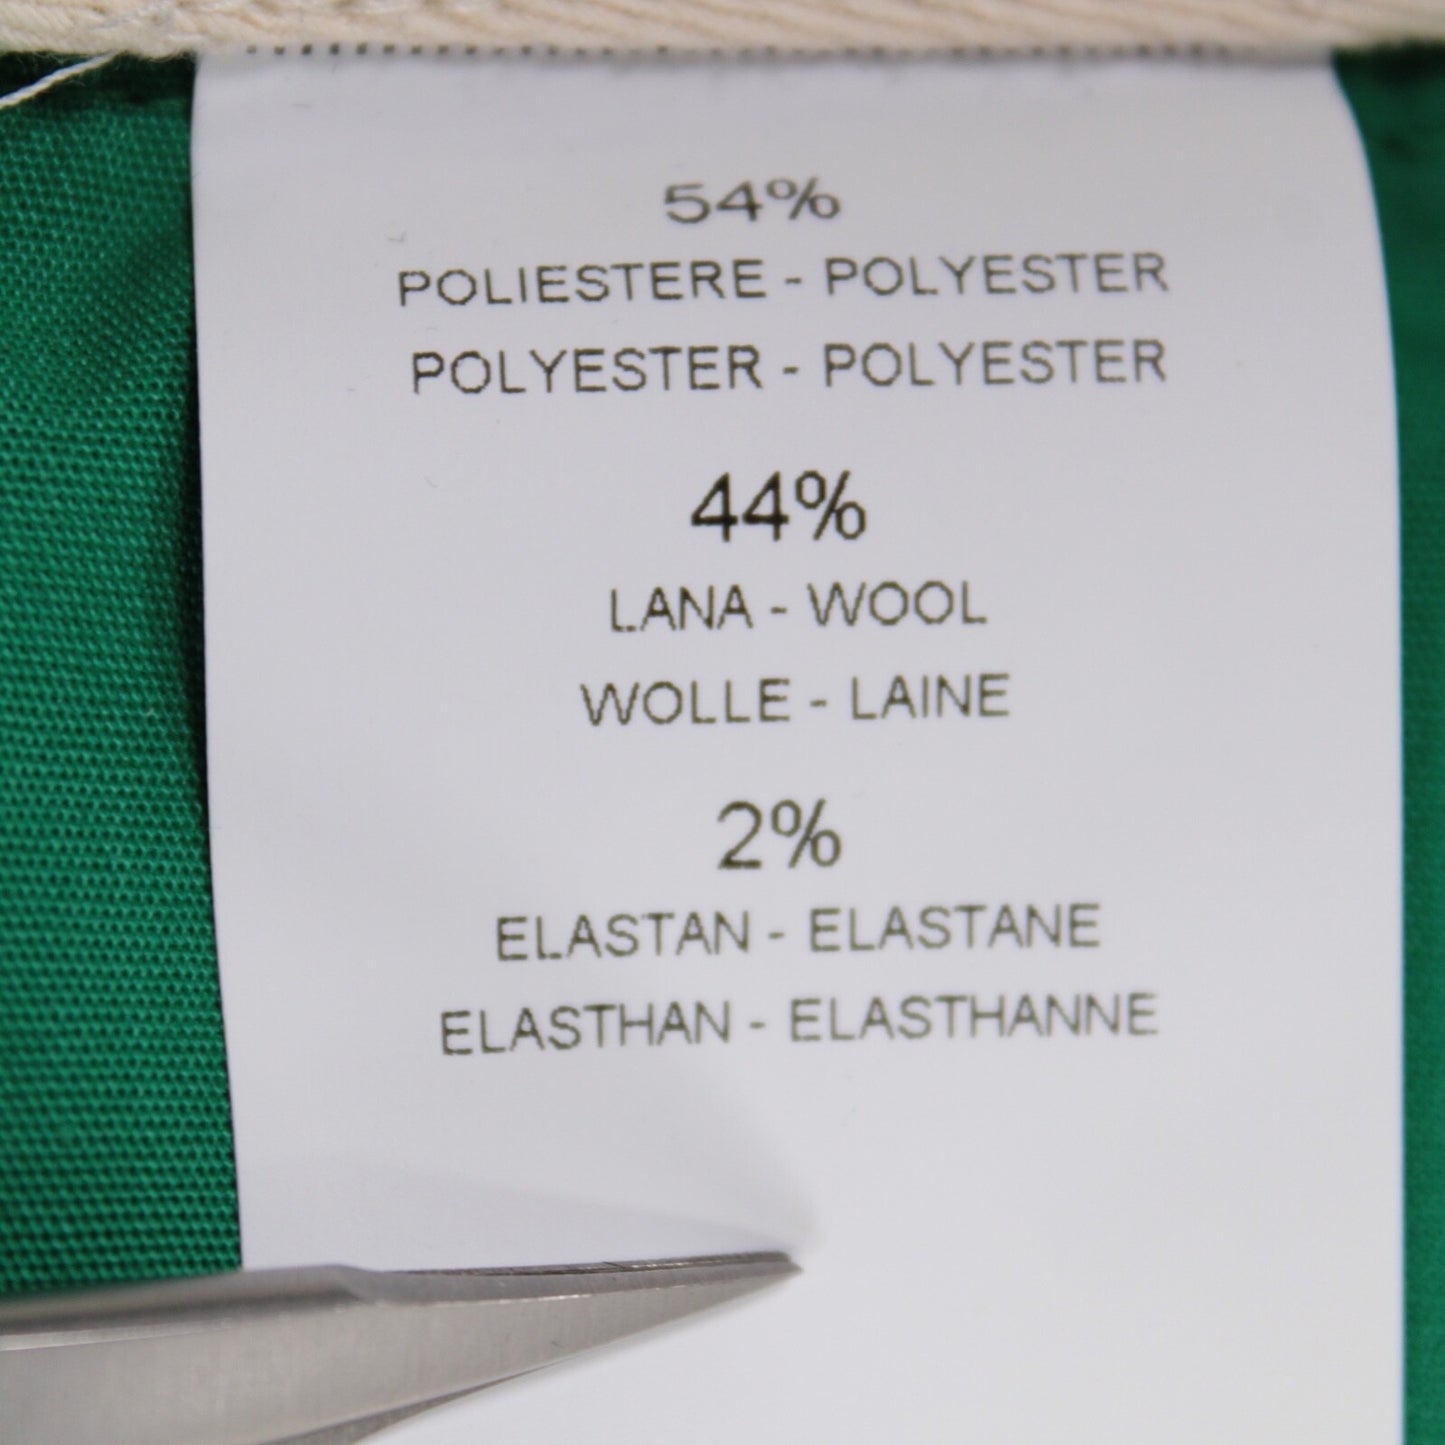 54%
POLIESTERE - POLYESTER
POLYESTER - POLYESTER
44%
LANA - WOOL
WOLLE - LAINE
2%
ELASTAN - ELASTANE
ELASTHAN - ELASTHANNE